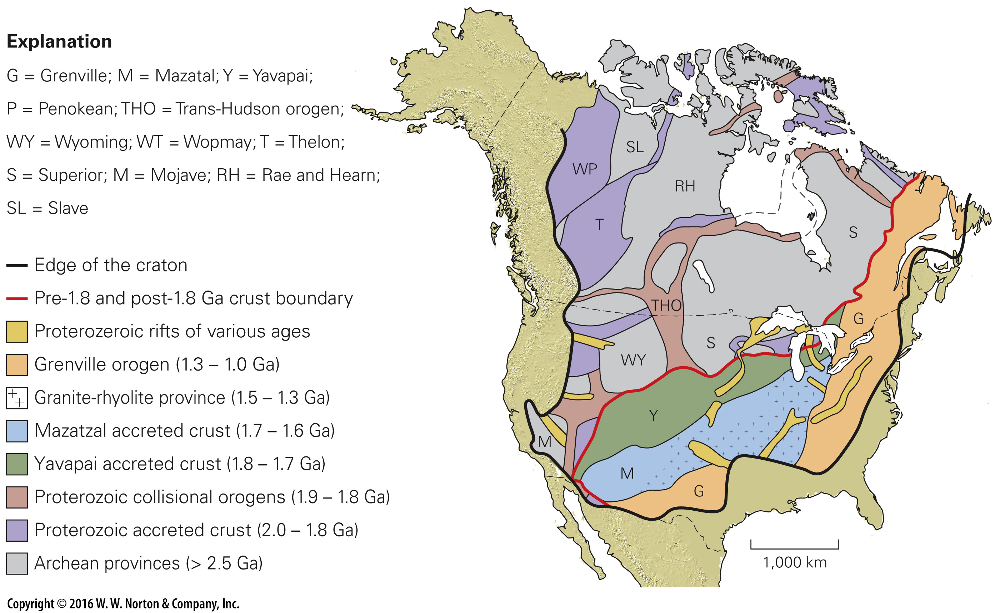 Explanation
G = Grenville; M = Mazatal; Y = Yavapai;
P = Penokean; THO = Trans-Hudson orogen;
WY = Wyoming; WT = Wopmay; T = Thelon;
S = Superior; M = Mojave; RH = Rae and Hearn;
SL = Slave
Edge of the craton
Pre-1.8 and post-1.8 Ga crust boundary
Proterozeroic rifts of various ages
Grenville orogen (1.3 – 1.0 Ga)
Granite-rhyolite province (1.5 – 1.3 Ga)
Mazatzal accreted crust (1.7 – 1.6 Ga)
Yavapai accreted crust (1.8 – 1.7 Ga)
Proterozoic collisional orogens (1.9 – 1.8 Ga)
Proterozoic accreted crust (2.0 – 1.8 Ga)
Archean provinces (> 2.5 Ga)
SL
WP
RH
T
S
THO
G
S
WY
Y
M
M
G
1,000 km
Copyright © 2016 W. W. Norton & Company, Inc.